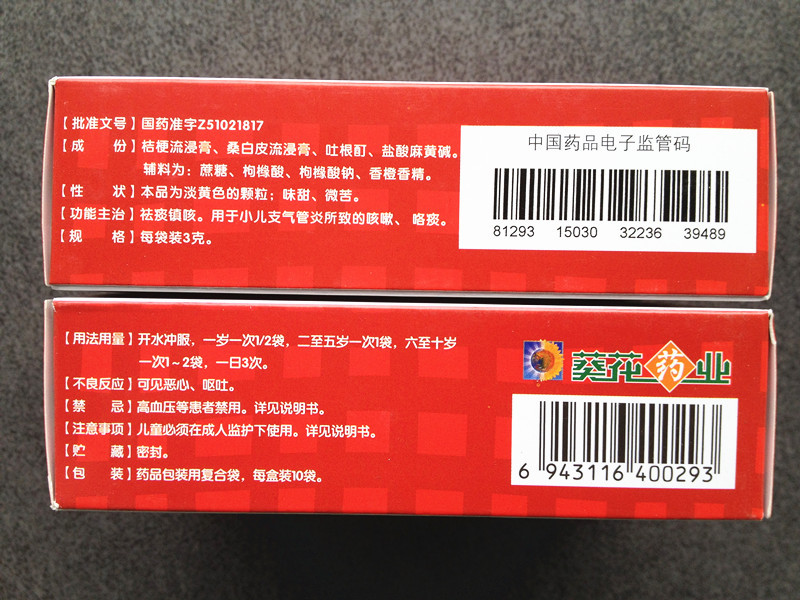 【批准文号】国药准字Z51021817
【成 份】桔梗流浸膏、桑白皮流浸膏、吐根酊、盐酸麻黄碱。
辅料为：蔗糖、枸橼酸、枸橼酸钠、香橙香精。
【性 状】本品为淡黄色的颗粒；味甜、微苦。
【功能主治】祛痰镇咳。用于小儿支气管炎所致的咳嗽、咯痰。
【规 格】每袋装3克。
中国药品电子监管码
81293 15030 32236 39489
【用法用量】开水冲服，一岁一次1/2袋，二至五岁一次1袋，六至十岁
一次1~2袋，一日3次。
【不良反应】可见恶心、呕吐。
【禁 忌】高血压等患者禁用。详见说明书。
【注意事项】儿童必须在成人监护下使用。详见说明书。
【贮 藏】密封。
【包 装】药品包装用复合袋，每盒装10袋。
葵花药业
6 943116 400293